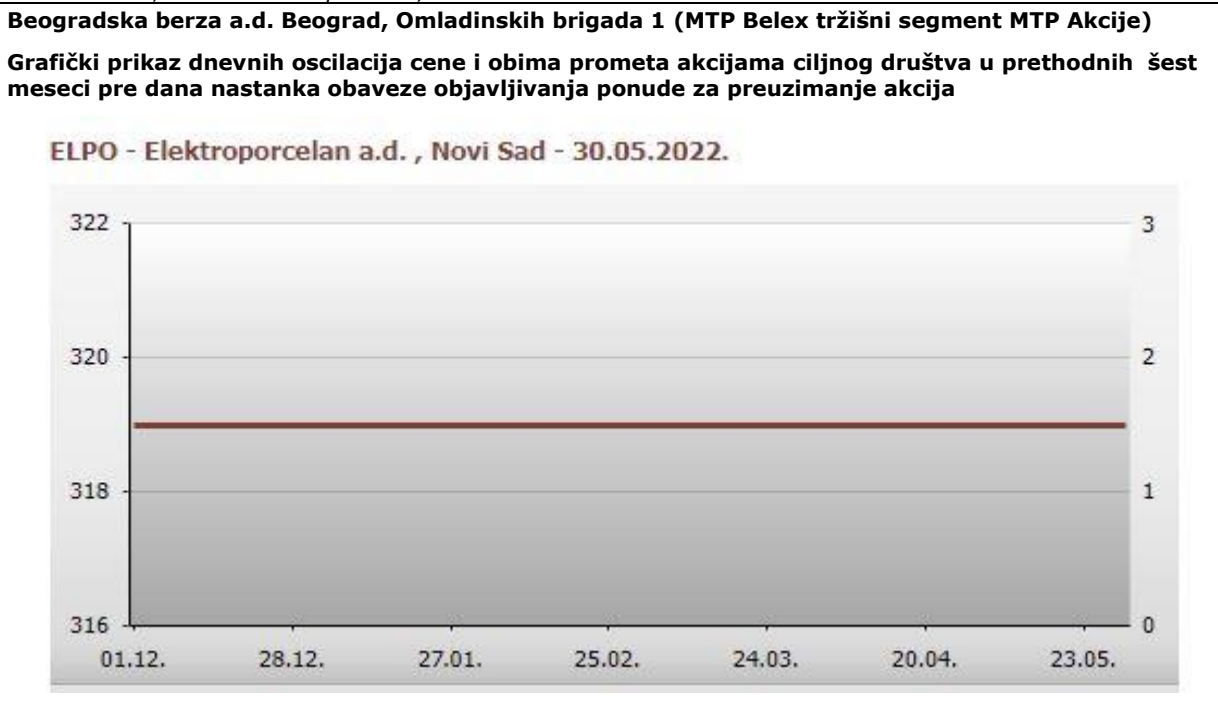 Beogradska berza a.d. Beograd, Omladinskih brigada 1 (MTP Belex tržišni segment MTP Akcije)
Grafički prikaz dnevnih oscilacija cene i obima prometa akcijama ciljnog društva u prethodnih šest
meseci pre dana nastanka obaveze objavljivanja ponude za preuzimanje akcija
ELPO - Elektroporcelan a.d. , Novi Sad - 30.05.2022.
322 3
320 2
318 1
316 0
01.12. 28.12. 27.01. 25.02. 24.03. 20.04. 23.05.